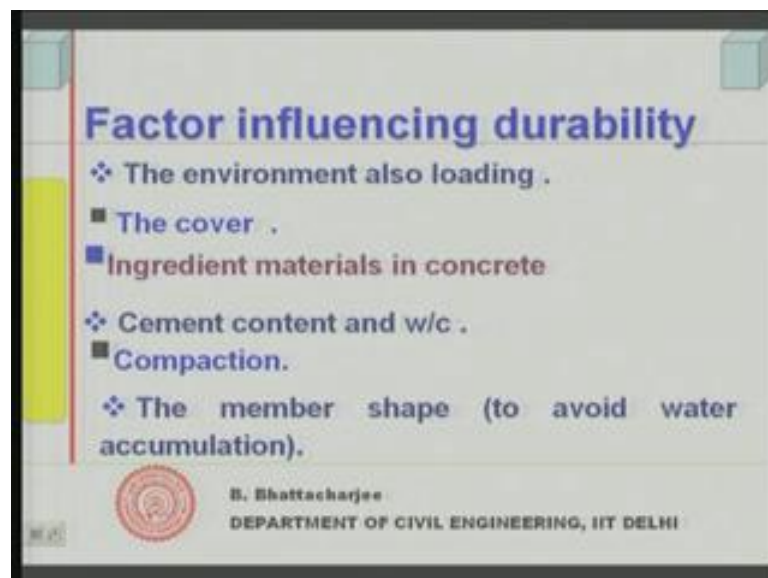 Factor influencing durability
The environment also loading .
The cover .
Ingredient materials in concrete
Cement content and w/c .
Compaction.
The member shape (to avoid water
accumulation).
B. Bhattacharjee
DEPARTMENT OF CIVIL ENGINEERING, IIT DELHI